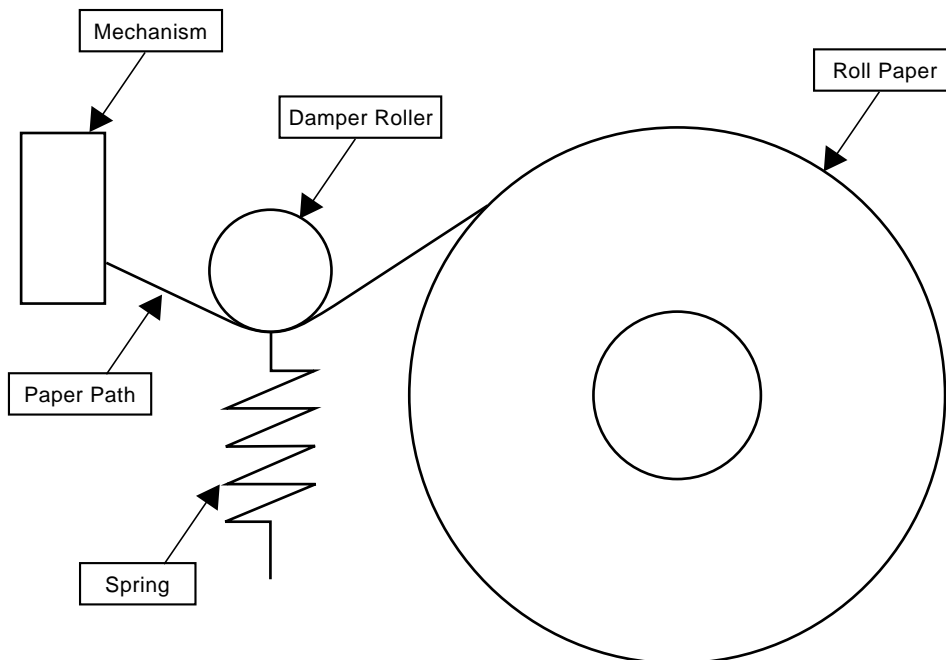 Mechanism
Roll Paper
Damper Roller
Paper Path
Spring